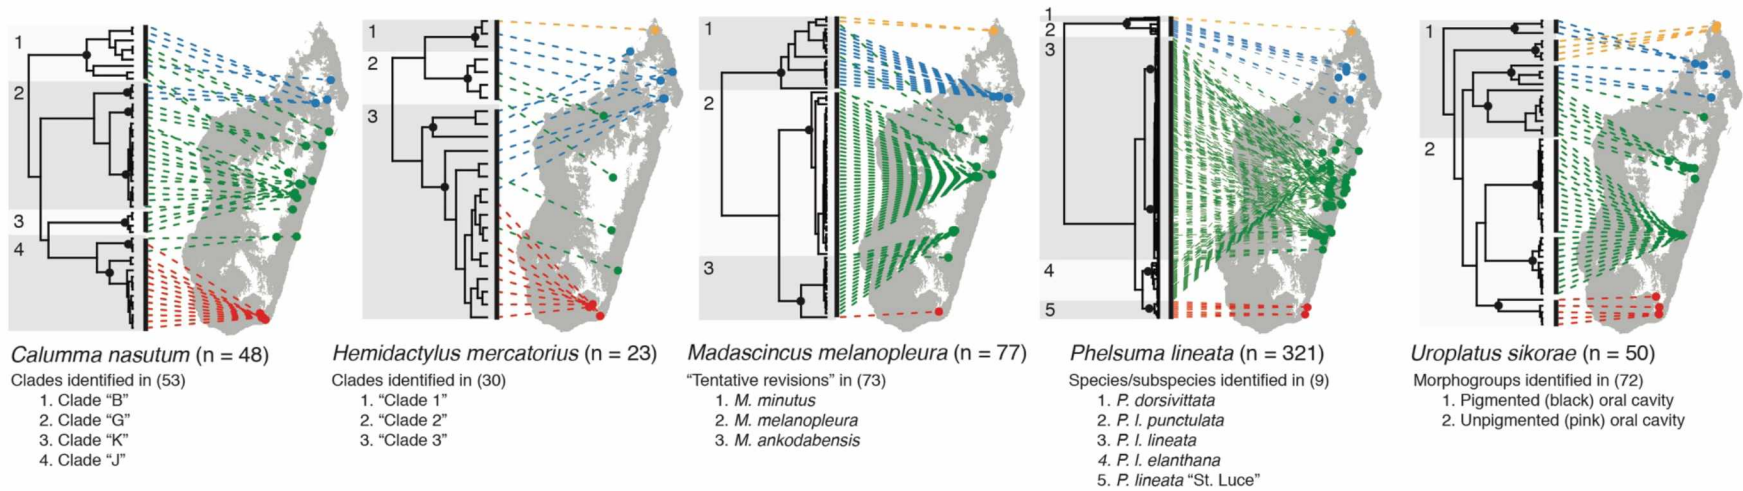 1
2
3
4
Calumma nasutum (n = 48)
Clades identified in (53)
1. Clade “B”
2. Clade “G”
3. Clade “K”
4. Clade “J”
1
2
3
Hemidactylus mercatorius (n = 23)
Clades identified in (30)
1. “Clade 1”
2. “Clade 2”
3. “Clade 3”
1
2
3
Madascincus melanopleura (n = 77)
“Tentative revisions” in (73)
1. M. minutus
2. M. melanopleura
3. M. ankodabensis
1
2
3
4
5
Phelsuma lineata (n = 321)
Species/subspecies identified in (9)
1. P. dorsivittata
2. P. l. punctulata
3. P. l. lineata
4. P. l. elanthana
5. P. lineata “St. Luce”
1
2
Uroplatus sikorae (n = 50)
Morphogroups identified in (72)
1. Pigmented (black) oral cavity
2. Unpigmented (pink) oral cavity